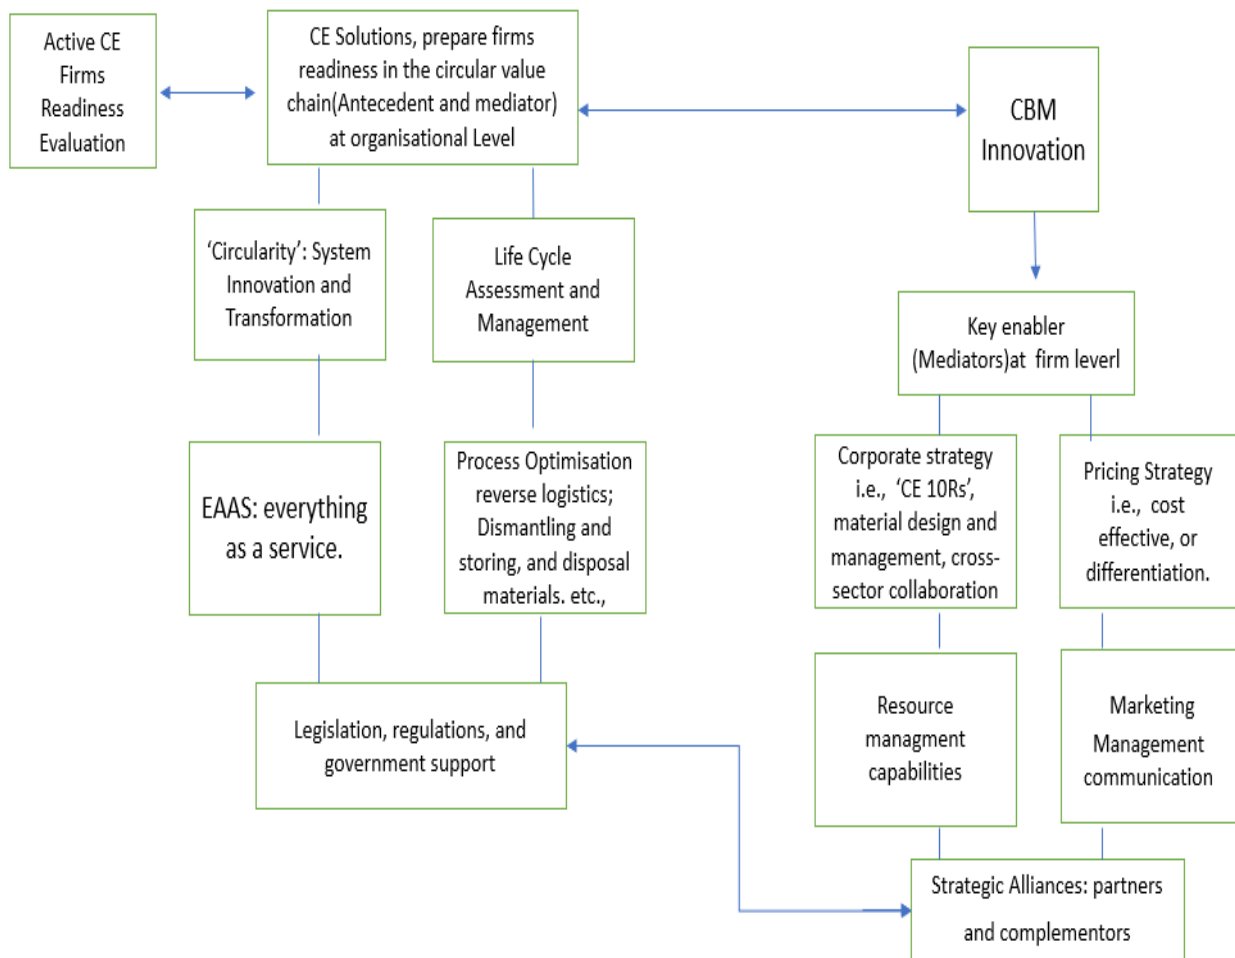 Active CE
Firms
Readiness
Evaluation
CE Solutions, prepare firms
readiness in the circular value
chain(Antecedent and mediator)
at organisational Level
CBM
Innovation
‘Circularity’: System
Innovation and
Transformation
Life Cycle
Assessment and
Management
Key enabler
(Mediators)at firm leverl
EAAS: everything
as a service.
Process Optimisation
reverse logistics;
Dismantling and
storing, and disposal
materials. etc.,
Corporate strategy
i.e., ‘CE 10Rs’,
material design and
management, cross-
sector collaboration
Pricing Strategy
i.e., cost
effective, or
differentiation.
Legislation, regulations, and
government support
Resource
managment
capabilities
Marketing
Management
communication
Strategic Alliances: partners
and complementors